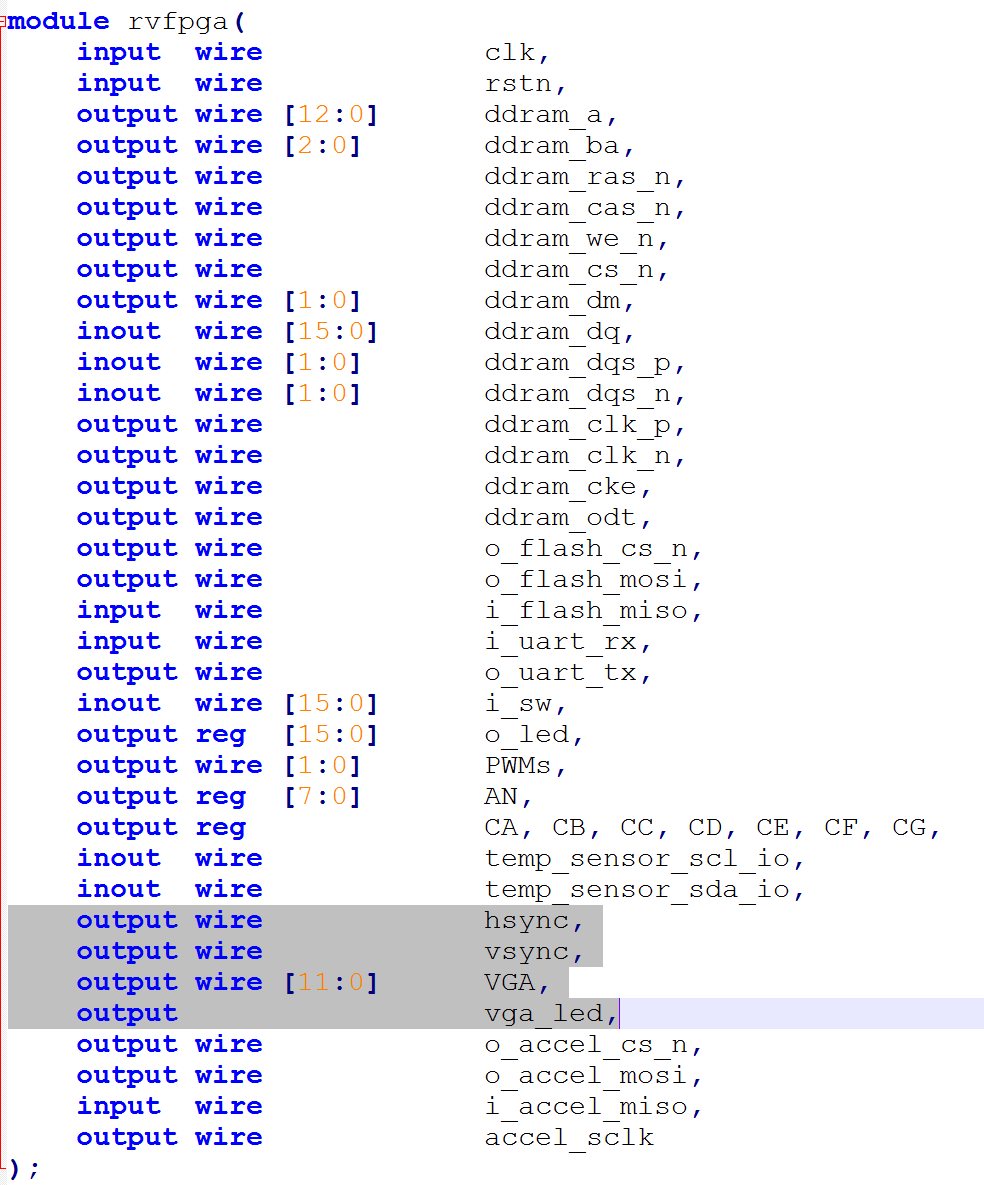 module rvfpga(
input wire clk,
input wire rstn,
output wire [12:0] ddram_a,
output wire [2:0] ddram_ba,
output wire ddram_ras_n,
output wire ddram_cas_n,
output wire ddram_we_n,
output wire ddram_cs_n,
output wire [1:0] ddram_dm,
inout wire [15:0] ddram_dq,
inout wire [1:0] ddram_dqs_p,
inout wire [1:0] ddram_dqs_n,
output wire ddram_clk_p,
output wire ddram_clk_n,
output wire ddram_cke,
output wire ddram_odt,
output wire o_flash_cs_n,
output wire o_flash_mosi,
input wire i_flash_miso,
input wire i_uart_rx,
output wire o_uart_tx,
inout wire [15:0] i_sw,
output reg [15:0] o_led,
output wire [1:0] PWMs,
output reg [7:0] AN,
output reg CA, CB, CC, CD, CE, CF, CG,
inout wire temp_sensor_scl_io,
inout wire temp_sensor_sda_io,
output wire hsync,
output wire vsync,
output wire [11:0] VGA,
output vga_led,
output wire o_accel_cs_n,
output wire o_accel_mosi,
input wire i_accel_miso,
output wire accel_sclk
);